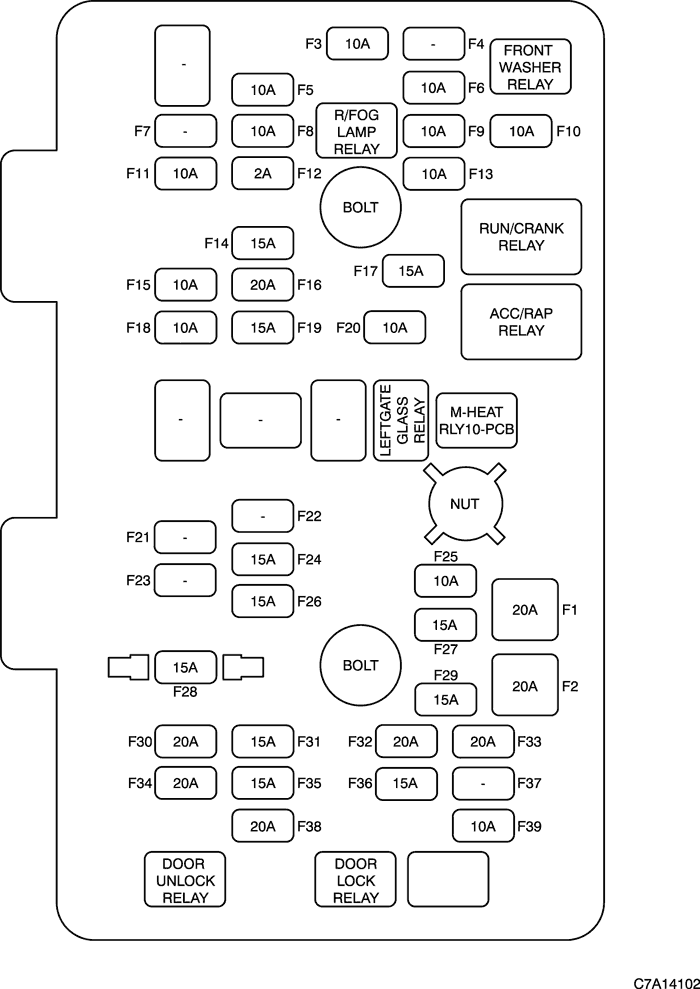 F3 10A - F4
FRONT
WASHER
RELAY
-
10A F5
10A F6
R/FOG
LAMP
RELAY
F7 - 10A F8 10A F9 10A F10
F11 10A 2A F12 10A F13
BOLT
RUN/CRANK
RELAY
F14 15A
F17 15A
F15 10A 20A F16
ACC/RAP
RELAY
F18 10A 15A F19 F20 10A
- - -
LEFTGATE
GLASS
RELAY
M-HEAT
RLY10-PCB
NUT
- F22
F21 -
15A F24
F23 -
15A F26
F25
10A
15A
F27
20A F1
BOLT
15A
F28
F29
15A
20A F2
F30 20A 15A F31 F32 20A 20A F33
F34 20A 15A F35 F36 15A - F37
20A F38 10A F39
DOOR
UNLOCK
RELAY
DOOR
LOCK
RELAY
C7A14102